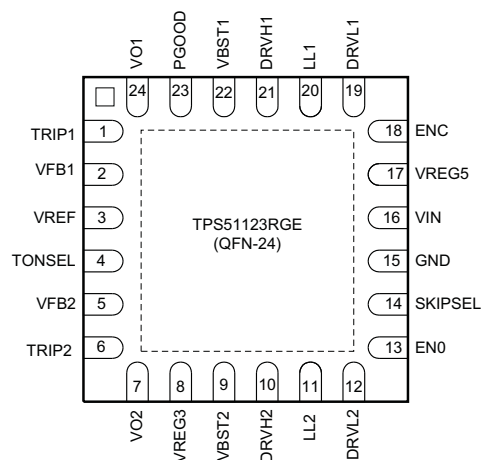 VO1
PGOOD
VBST1
DRVH1
LL1
DRVL1
24
23
22
21
20
19
TRIP1 1
18 ENC
VFB1 2
17 VREG5
VREF 3
16 VIN
TPS51123RGE
(QFN-24)
TONSEL 4
15 GND
VFB2 5
14 SKIPSEL
TRIP2 6
13 EN0
7
8
9
10
11
12
VO2
VREG3
VBST2
DRVH2
LL2
DRVL2